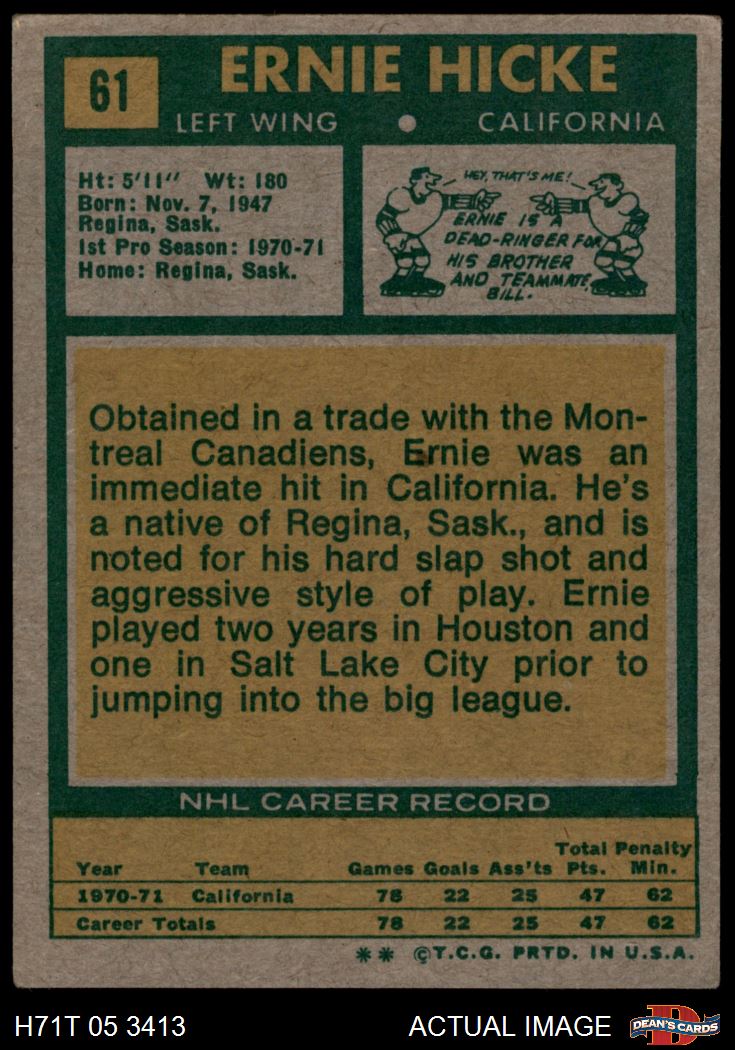 61
ERNIE HICKE
LEFT WING • CALIFORNIA
Ht: 5'11" Wt: 180
Born: Nov. 7, 1947
Regina, Sask.
1st Pro Season: 1970-71
Home: Regina, Sask.
HEY, THAT'S ME!
ERNIE IS A
DEAD-RINGER FOR
HIS BROTHER
AND TEAMMATE,
BILL.
Obtained in a trade with the Mon-
treal Canadiens, Ernie was an
immediate hit in California. He's
a native of Regina, Sask., and is
noted for his hard slap shot and
aggressive style of play. Ernie
played two years in Houston and
one in Salt Lake City prior to
jumping into the big league.
NHL CAREER RECORD
Total Penalty
Year Team Games Goals Ass'ts Pts. Min.
1970-71 California 78 22 25 47 62
Career Totals 78 22 25 47 62
** ©T.C.G. PRTD. IN U.S.A.
H71T 05 3413 ACTUAL IMAGE D DEAN'S CARDS